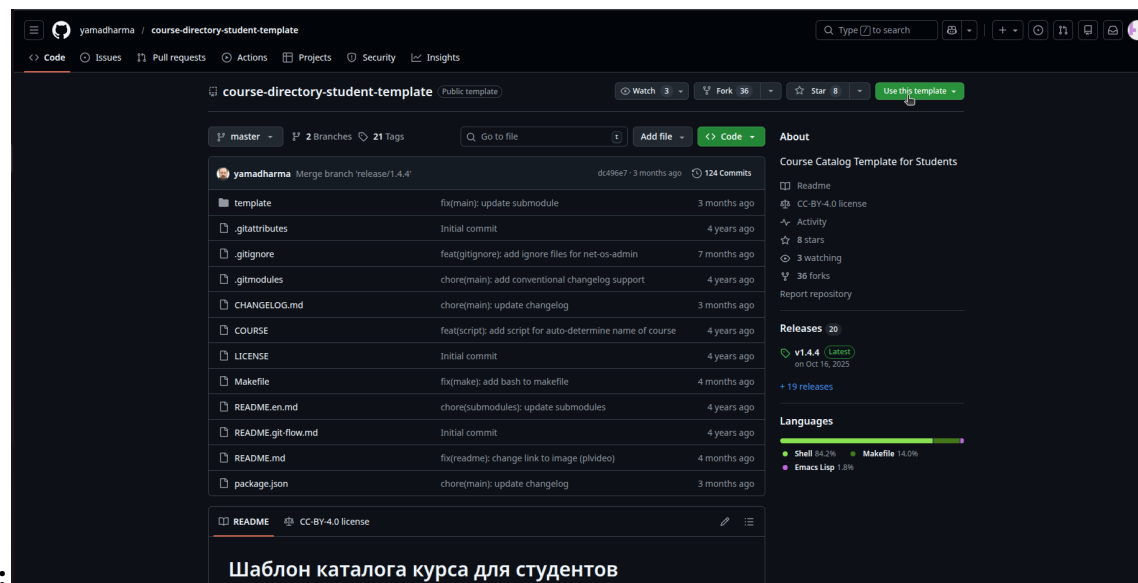 yamadharma / course-directory-student-template
Type / to search
Code Issues Pull requests Actions Projects Security Insights
course-directory-student-template Public template Watch 3 Fork 36 Star 8 Use this template
master 2 Branches 21 Tags Go to file t Add file Code
About
Course Catalog Template for Students
yamadharma Merge branch 'release/1.4.4' dc496e7 · 3 months ago 124 Commits
template fix(main): update submodule 3 months ago
.gitattributes Initial commit 4 years ago
.gitignore feat(gitignore): add ignore files for net-os-admin 7 months ago
.gitmodules chore(main): add conventional changelog support 4 years ago
CHANGELOG.md chore(main): update changelog 3 months ago
COURSE feat(script): add script for auto-determine name of course 4 years ago
LICENSE Initial commit 4 years ago
Makefile fix(make): add bash to makefile 4 months ago
README.en.md chore(submodules): update submodules 4 years ago
README.git-flow.md Initial commit 4 years ago
README.md fix(readme): change link to image (plvideo) 4 months ago
package.json chore(main): update changelog 3 months ago
Readme
CC-BY-4.0 license
Activity
8 stars
3 watching
36 forks
Report repository
Releases 20
v1.4.4 Latest
on Oct 16, 2025
+ 19 releases
Languages
Shell 84.2% Makefile 14.0%
Emacs Lisp 1.8%
README CC-BY-4.0 license
Шаблон каталога курса для студентов